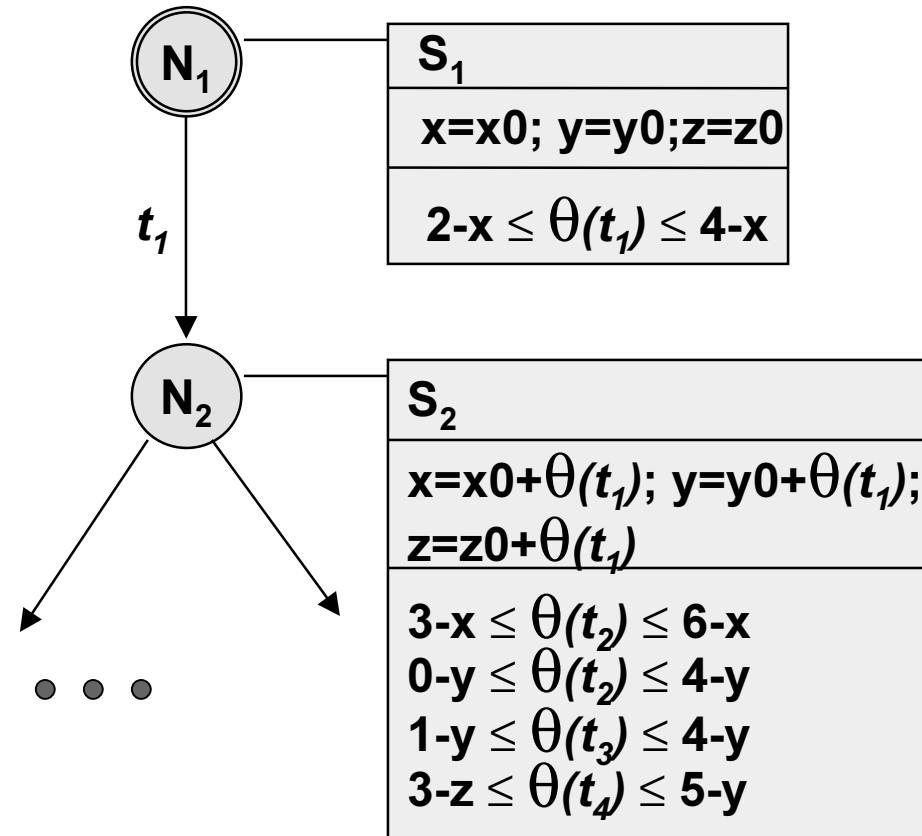 N₁
S₁
x=x0; y=y0;z=z0
2-x ≤ θ(t₁) ≤ 4-x
t₁
N₂
S₂
x=x0+θ(t₁); y=y0+θ(t₁);
z=z0+θ(t₁)
3-x ≤ θ(t₂) ≤ 6-x
0-y ≤ θ(t₂) ≤ 4-y
1-y ≤ θ(t₃) ≤ 4-y
3-z ≤ θ(t₄) ≤ 5-y